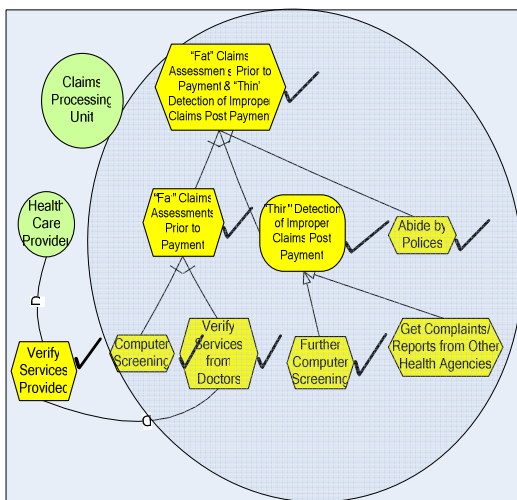 "Fat" Claims
Assessments Prior to
Payment & "Thin"
Detection of Improper
Claims Post Paymen
Claims
Processing
Unit
Health
Care
Provider
"Fat" Claims
Assessments
Prior to
Payment
"Thin" Detection
of Improper
Claims Post
Payment
Abide by
Polices
Computer
Screening
Verify
Services
from
Doctors
Further
Computer
Screening
Get Complaints/
Reports from Other
Health Agencies
Verify
Services
Provided
D
D